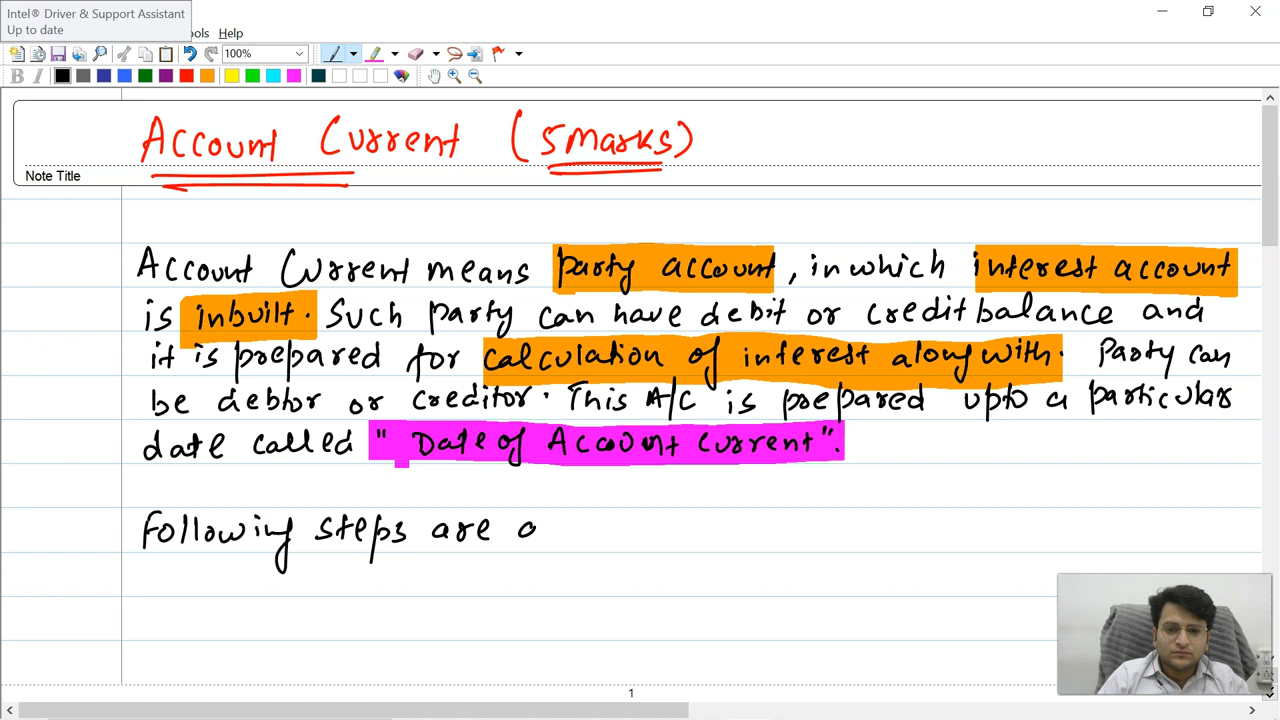 Intel® Driver & Support Assistant
Up to date
ols Help
100%
B I
Account Current (5 Marks)
Note Title
Account Current means party account, in which interest account
is inbuilt. Such party can have debit or credit balance and
it is prepared for calculation of interest along with. Party can
be debtor or creditor. This A/C is prepared upto a particular
date called "Date of Account Current".
Following steps are o
1